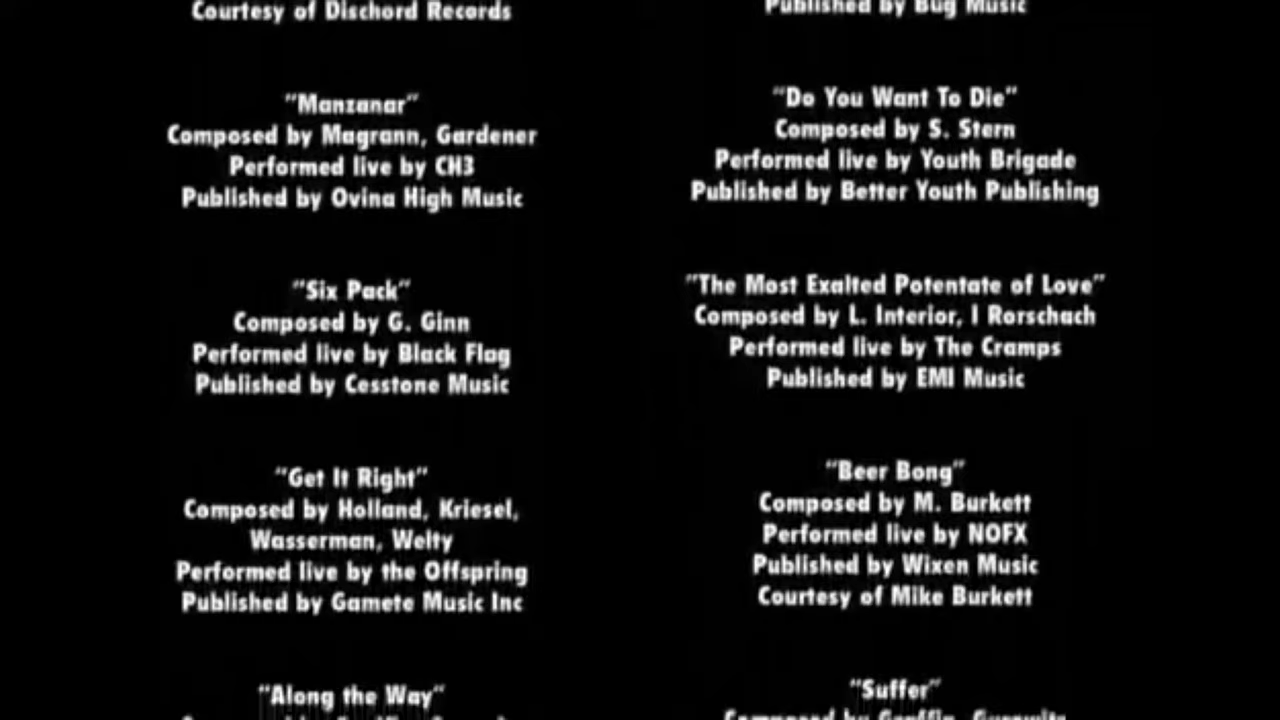 Courtesy of Dischord Records
"Manzanar"
Composed by Magrann, Gardener
Performed live by CH3
Published by Ovina High Music
"Six Pack"
Composed by G. Ginn
Performed live by Black Flag
Published by Cesstone Music
"Get It Right"
Composed by Holland, Kriesel,
Wasserman, Welty
Performed live by the Offspring
Published by Gamete Music Inc
"Along the Way"
Published by Bug Music
"Do You Want To Die"
Composed by S. Stern
Performed live by Youth Brigade
Published by Better Youth Publishing
"The Most Exalted Potentate of Love"
Composed by L. Interior, I Rorschach
Performed live by The Cramps
Published by EMI Music
"Beer Bong"
Composed by M. Burkett
Performed live by NOFX
Published by Wixen Music
Courtesy of Mike Burkett
"Suffer"
Composed by Graffin, Gurewitz